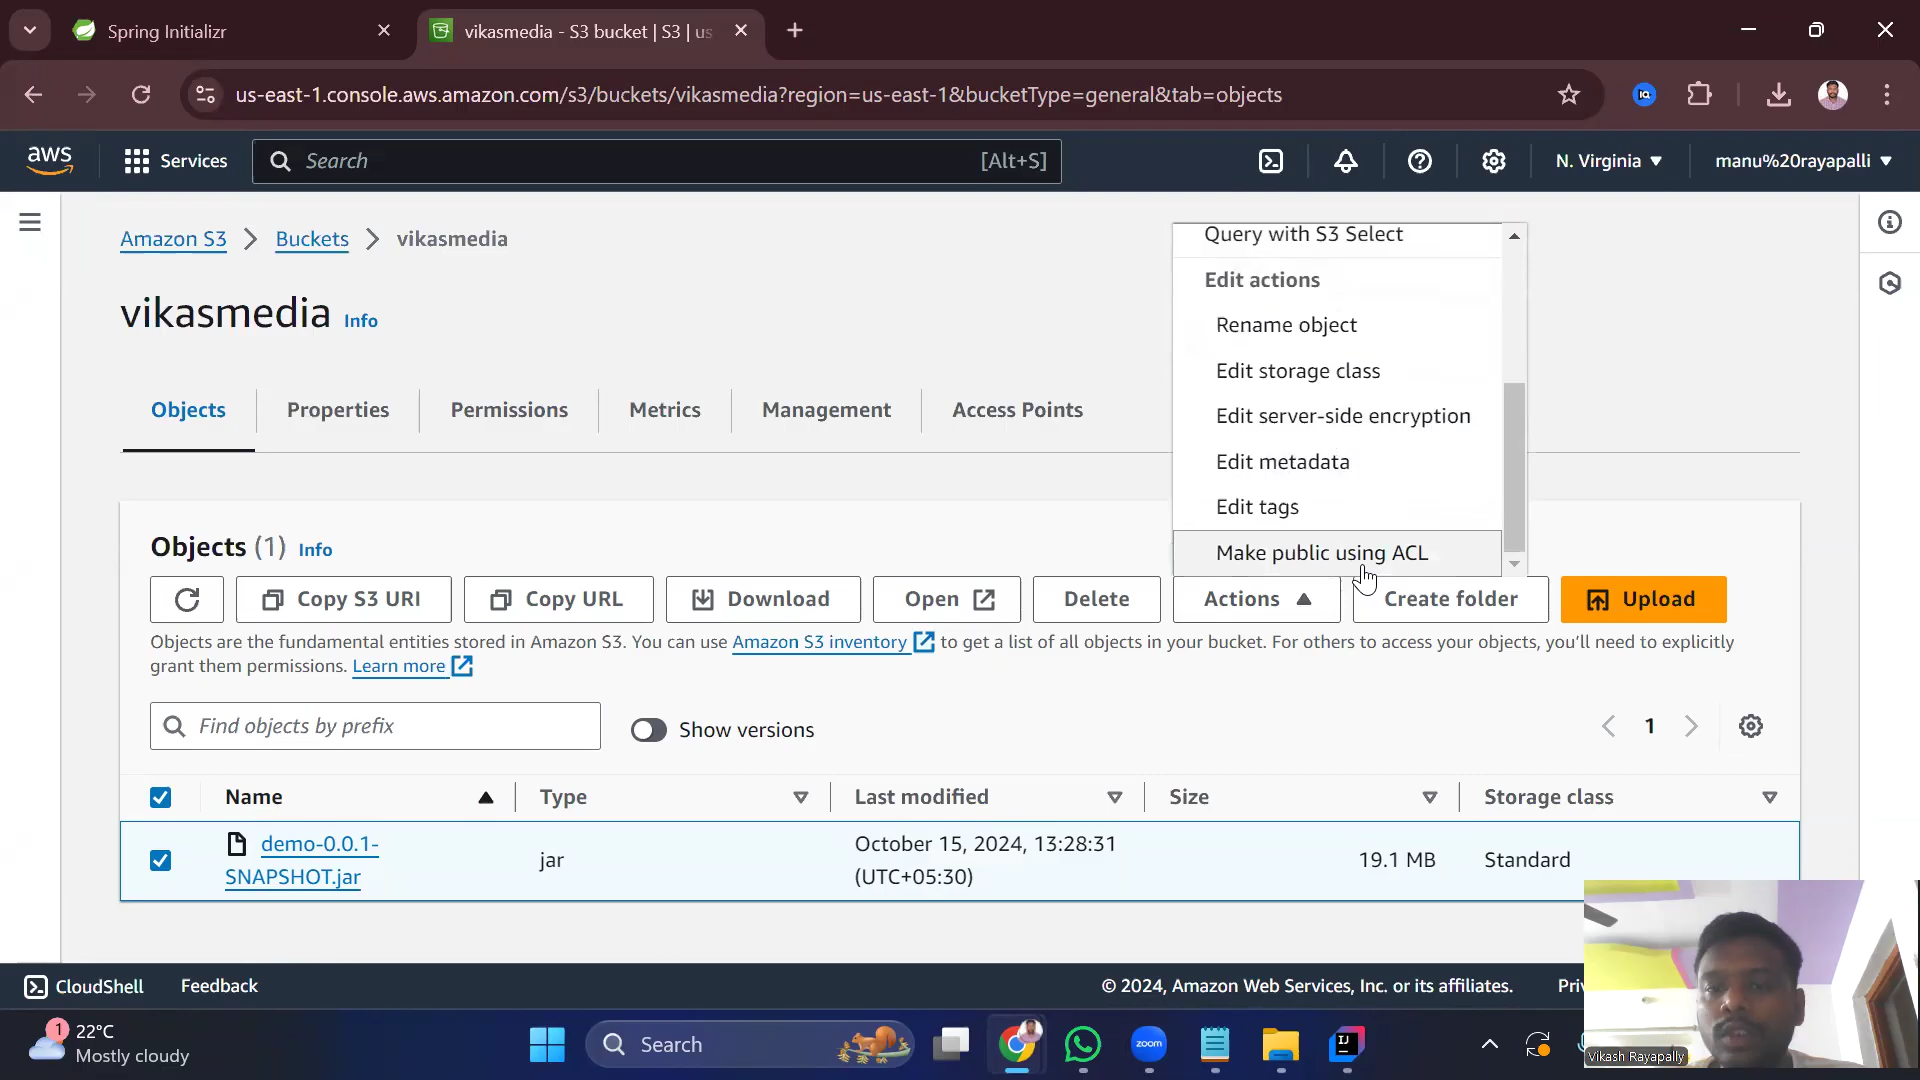 Spring Initializr
vikasmedia - S3 bucket | S3 | us
us-east-1.console.aws.amazon.com/s3/buckets/vikasmedia?region=us-east-1&bucketType=general&tab=objects
aws
Services
Search
[Alt+S]
N. Virginia
manu%20rayapalli
Amazon S3
Buckets
vikasmedia
vikasmedia
Info
Query with S3 Select
Edit actions
Rename object
Edit storage class
Edit server-side encryption
Edit metadata
Edit tags
Make public using ACL
Objects
Properties
Permissions
Metrics
Management
Access Points
Objects (1)
Info
Copy S3 URI
Copy URL
Download
Open
Delete
Actions
Create folder
Upload
Objects are the fundamental entities stored in Amazon S3. You can use Amazon S3 inventory to get a list of all objects in your bucket. For others to access your objects, you’ll need to explicitly
grant them permissions. Learn more
Find objects by prefix
Show versions
1
Name
Type
Last modified
Size
Storage class
demo-0.0.1-
SNAPSHOT.jar
jar
October 15, 2024, 13:28:31
(UTC+05:30)
19.1 MB
Standard
CloudShell
Feedback
© 2024, Amazon Web Services, Inc. or its affiliates.
Pri
1
22°C
Mostly cloudy
Search
zoom
IJ
Vikash Rayapally